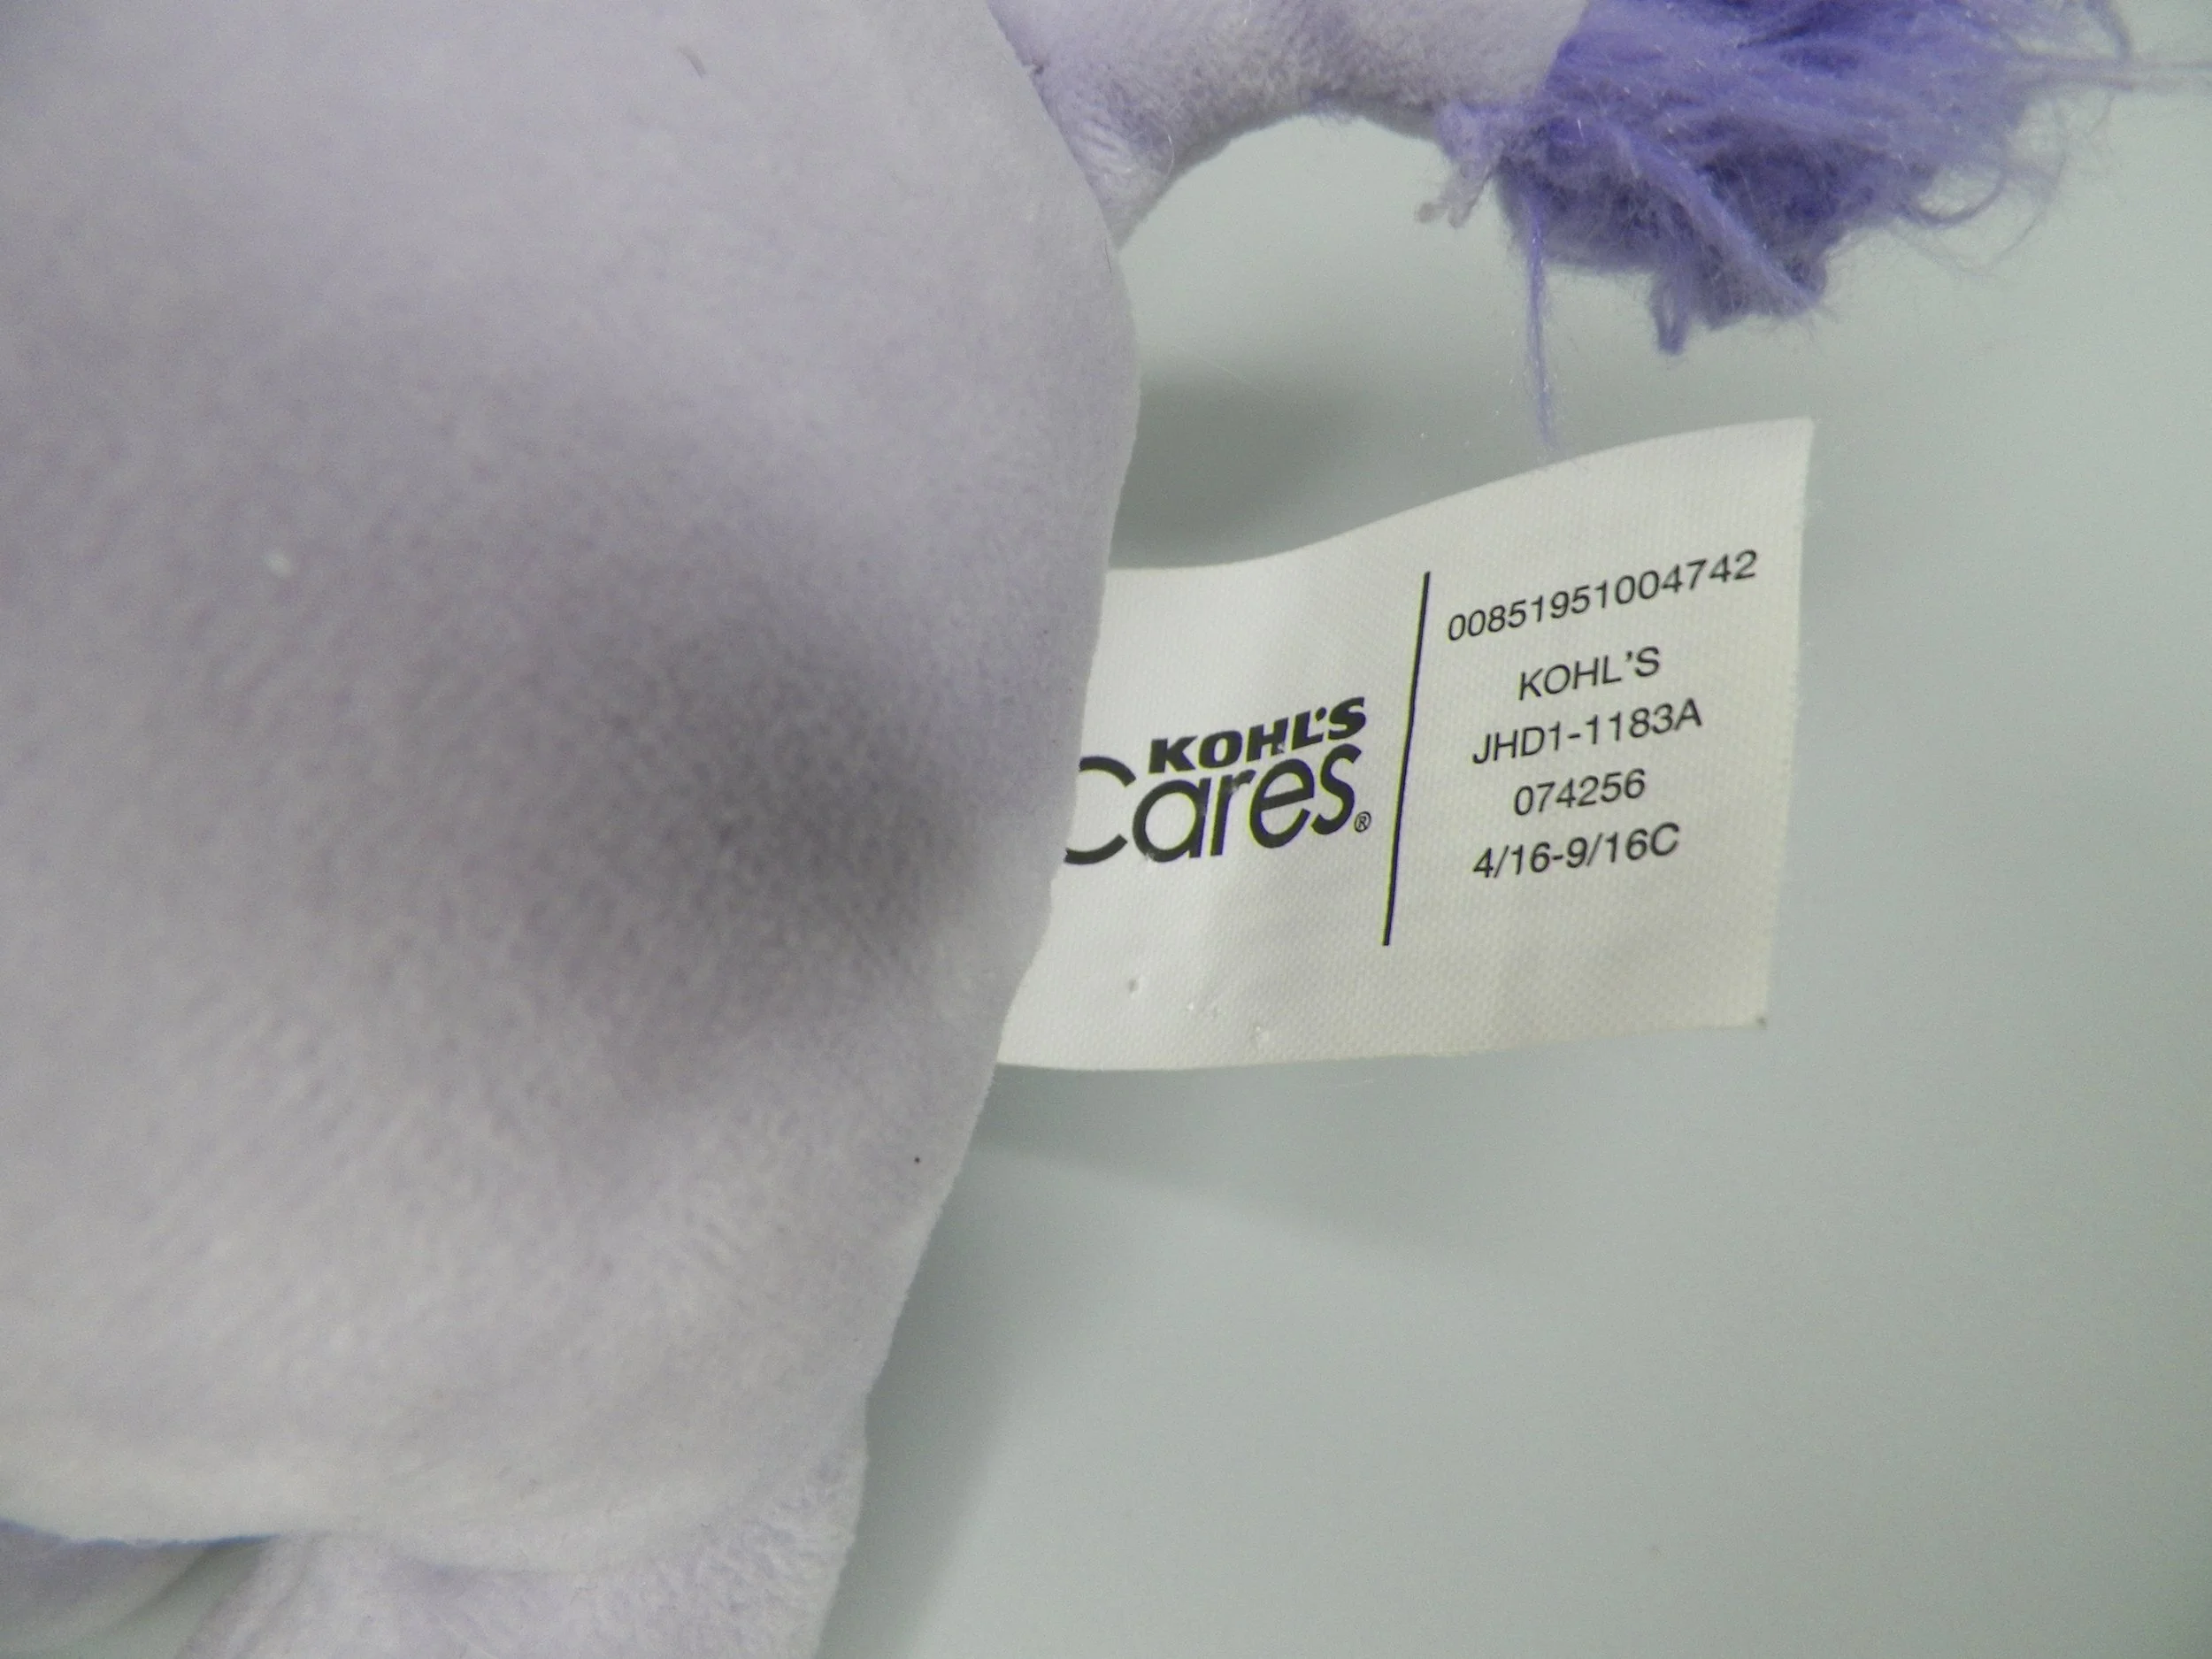 KOHL'S
Cares®
00851951004742
KOHL'S
JHD1-1183A
074256
4/16-9/16C